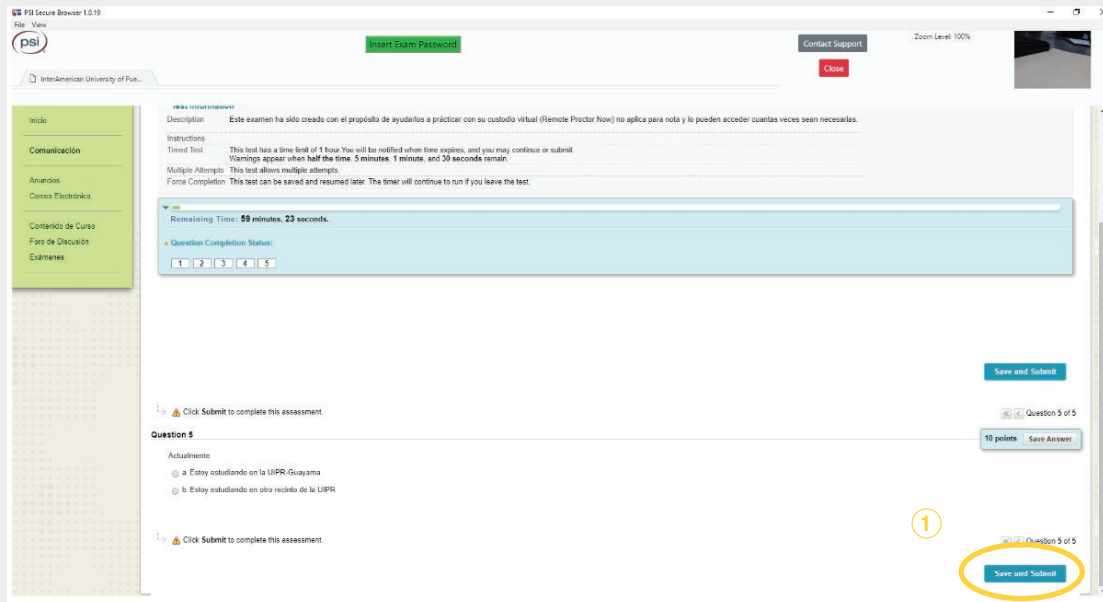 PSI Secure Browser 1.0.19
File View
psi
Insert Exam Password
Contact Support
Zoom Level: 100%
Close
InterAmerican University of Pue...
Test Information
Description Este examen ha sido creado con el propósito de ayudarlos a prácticar con su custodio virtual (Remote Proctor Now) no aplica para nota y lo pueden acceder cuantas veces sean necesarias.
Instructions
Timed Test This test has a time limit of 1 hour.You will be notified when time expires, and you may continue or submit.
Warnings appear when half the time, 5 minutes, 1 minute, and 30 seconds remain.
Multiple Attempts This test allows multiple attempts.
Force Completion This test can be saved and resumed later. The timer will continue to run if you leave the test.
Inicio
Comunicación
Anuncios
Correo Electrónico
Contenido de Curso
Foro de Discusión
Exámenes
Remaining Time: 59 minutes, 23 seconds.
Question Completion Status:
1 2 3 4 5
Save and Submit
Click Submit to complete this assessment.
Question 5 of 5
Question 5
10 points Save Answer
Actualmente
a. Estoy estudiando en la UIPR-Guayama
b. Estoy estudiando en otro recinto de la UIPR
1
Click Submit to complete this assessment.
Question 5 of 5
Save and Submit